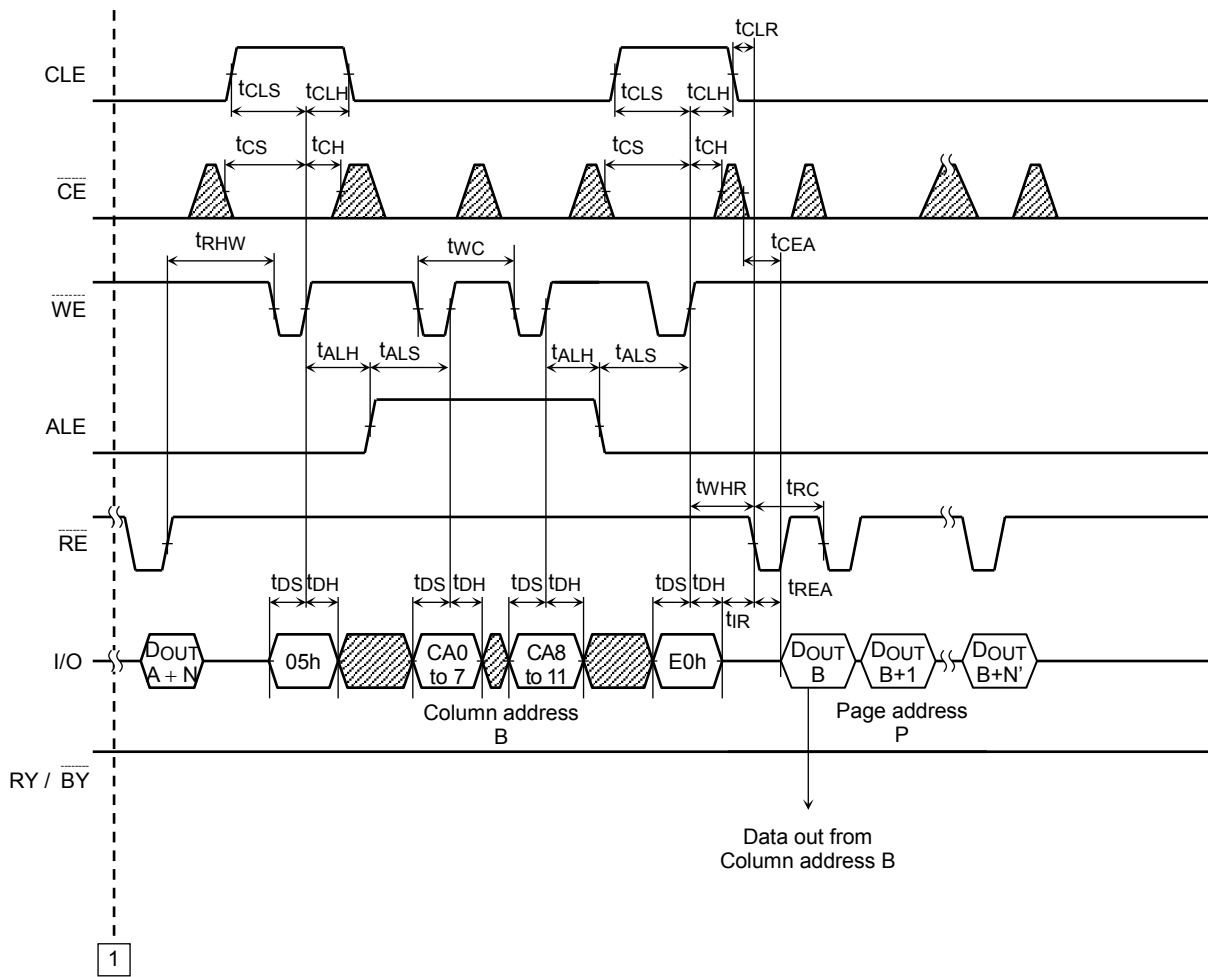 tCLR
CLE
tCLS tCLH tCLS tCLH
tCS tCH tCS tCH
CE
tCEA
tRHW tWC
WE
tALH tALS tALH tALS
ALE
tWHR tRC
RE
tDS tDH tDS tDH tDS tDH tDS tDH tREA
tIR
I/O
DOUT
A + N
05h
CA0
to 7
CA8
to 11
E0h
DOUT
B
DOUT
B+1
DOUT
B+N’
Column address
B
Page address
P
RY / BY
Data out from
Column address B
1